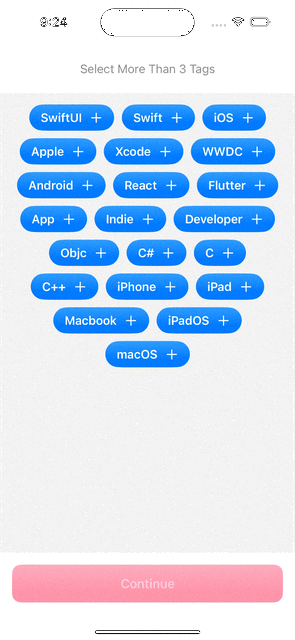 9:24
Select More Than 3 Tags
SwiftUI + Swift + iOS +
Apple + Xcode + WWDC +
Android + React + Flutter +
App + Indie + Developer +
Objc + C# + C +
C++ + iPhone + iPad +
Macbook + iPadOS +
macOS +
Continue